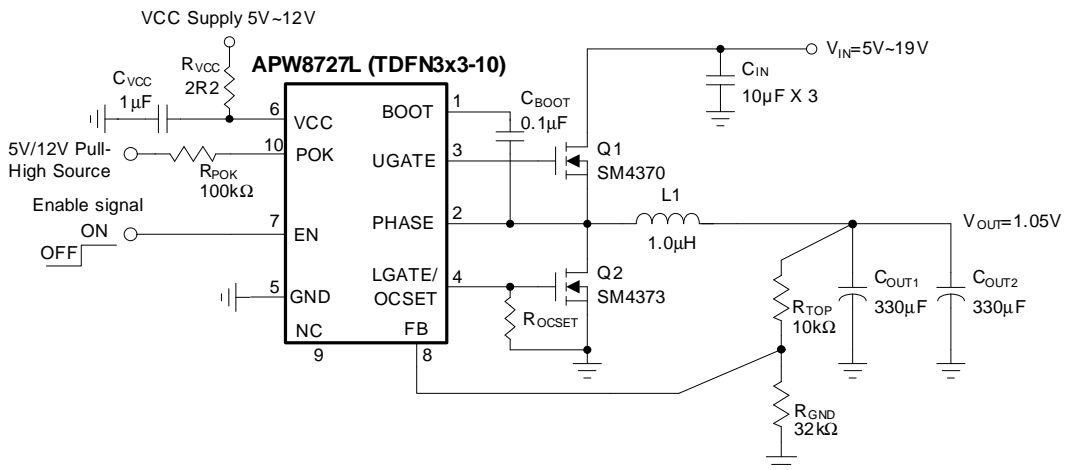 VCC Supply 5V~12V
RVCC
2R2
CVCC
1µF
APW8727L (TDFN3x3-10)
VIN=5V~19V
CIN
10µF X 3
6
VCC
BOOT
1
CBOOT
0.1µF
5V/12V Pull-
High Source
RPOK
100kΩ
10
POK
UGATE
3
Q1
SM4370
Enable signal
ON
OFF
7
EN
PHASE
2
L1
1.0µH
VOUT=1.05V
LGATE/
OCSET
4
Q2
SM4373
ROCSET
5
GND
NC
9
FB
8
RTOP
10kΩ
COUT1
330µF
COUT2
330µF
RGND
32kΩ